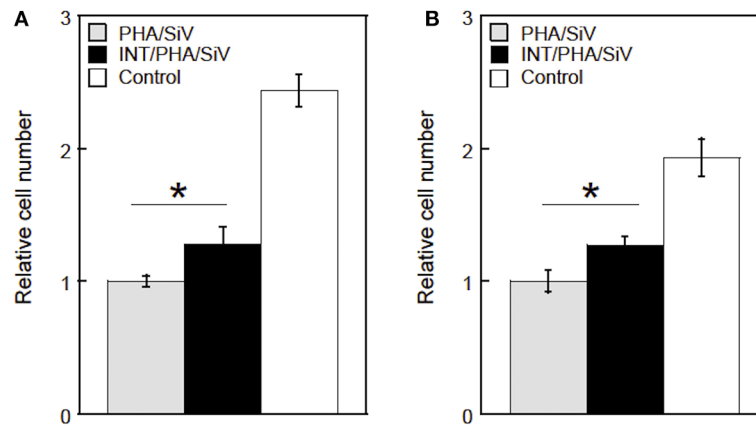 A
3
PHA/SiV
INT/PHA/SiV
Control
2
*
1
0
Relative cell number
B
3
PHA/SiV
INT/PHA/SiV
Control
2
*
1
0
Relative cell number